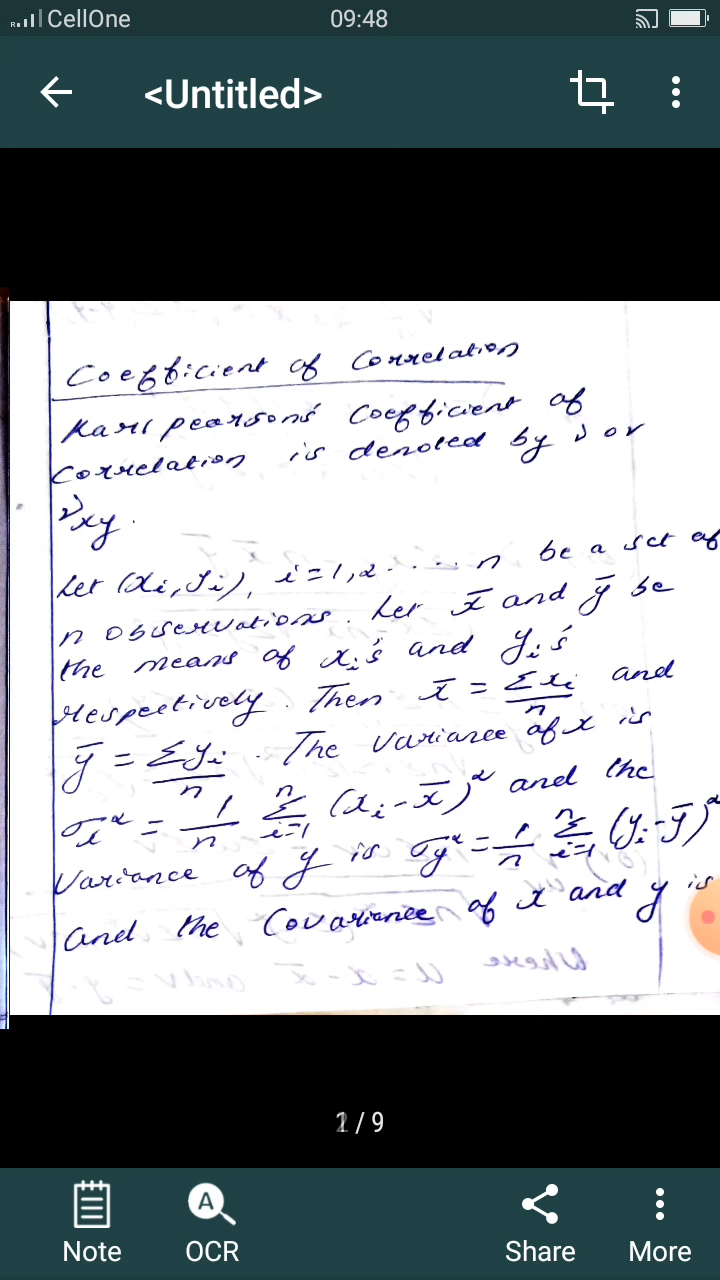 CellOne
09:48
<Untitled>
Coefficient of Correlation
Karl pearson's Coefficient of
Correlation is denoted by r or
rxy.
Let (xi, yi), i = 1, 2 ..... n be a set of
n observations. Let x̄ and ȳ be
the means of xi's and yi's
respectively. Then x̄ = Σxi/n and
ȳ = Σyi/n. The variance of x is
σx² = 1/n Σ_{i=1}^{n} (xi - x̄)² and the
Variance of y is σy² = 1/n Σ_{i=1}^{n} (yi - ȳ)²
and the Covariance of x and y is
/ 9
Note
OCR
Share
More